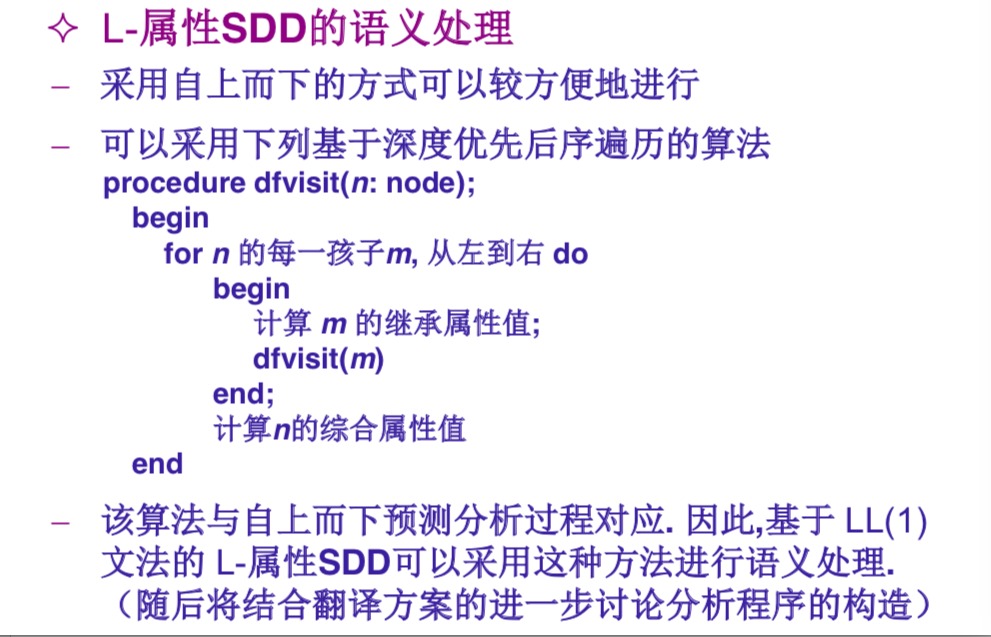 ✧ L-属性SDD的语义处理
– 采用自上而下的方式可以较方便地进行
– 可以采用下列基于深度优先后序遍历的算法
procedure dfvisit(n: node);
begin
for n 的每一孩子m, 从左到右 do
begin
计算 m 的继承属性值;
dfvisit(m)
end;
计算n的综合属性值
end
– 该算法与自上而下预测分析过程对应. 因此,基于 LL(1)
文法的 L-属性SDD可以采用这种方法进行语义处理.
（随后将结合翻译方案的进一步讨论分析程序的构造）